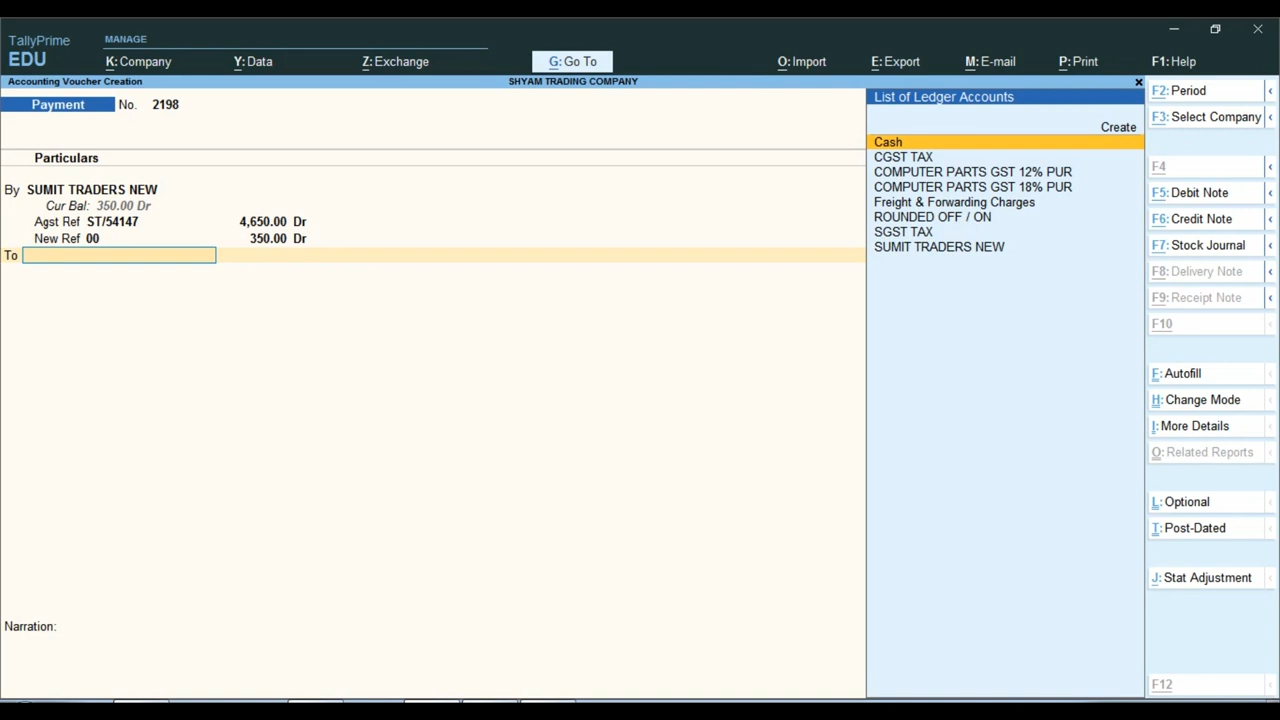 TallyPrime
EDU
MANAGE
K: Company
Y: Data
Z: Exchange
G: Go To
O: Import
E: Export
M: E-mail
P: Print
F1: Help
Accounting Voucher Creation
SHYAM TRADING COMPANY
×
Payment No. 2198
Particulars
By SUMIT TRADERS NEW
Cur Bal: 350.00 Dr
Agst Ref ST/54147 4,650.00 Dr
New Ref 00 350.00 Dr
To
Narration:
List of Ledger Accounts
Create
Cash
CGST TAX
COMPUTER PARTS GST 12% PUR
COMPUTER PARTS GST 18% PUR
Freight & Forwarding Charges
ROUNDED OFF / ON
SGST TAX
SUMIT TRADERS NEW
F2: Period
F3: Select Company
F4
F5: Debit Note
F6: Credit Note
F7: Stock Journal
F8: Delivery Note
F9: Receipt Note
F10
F: Autofill
H: Change Mode
I: More Details
O: Related Reports
L: Optional
T: Post-Dated
J: Stat Adjustment
F12